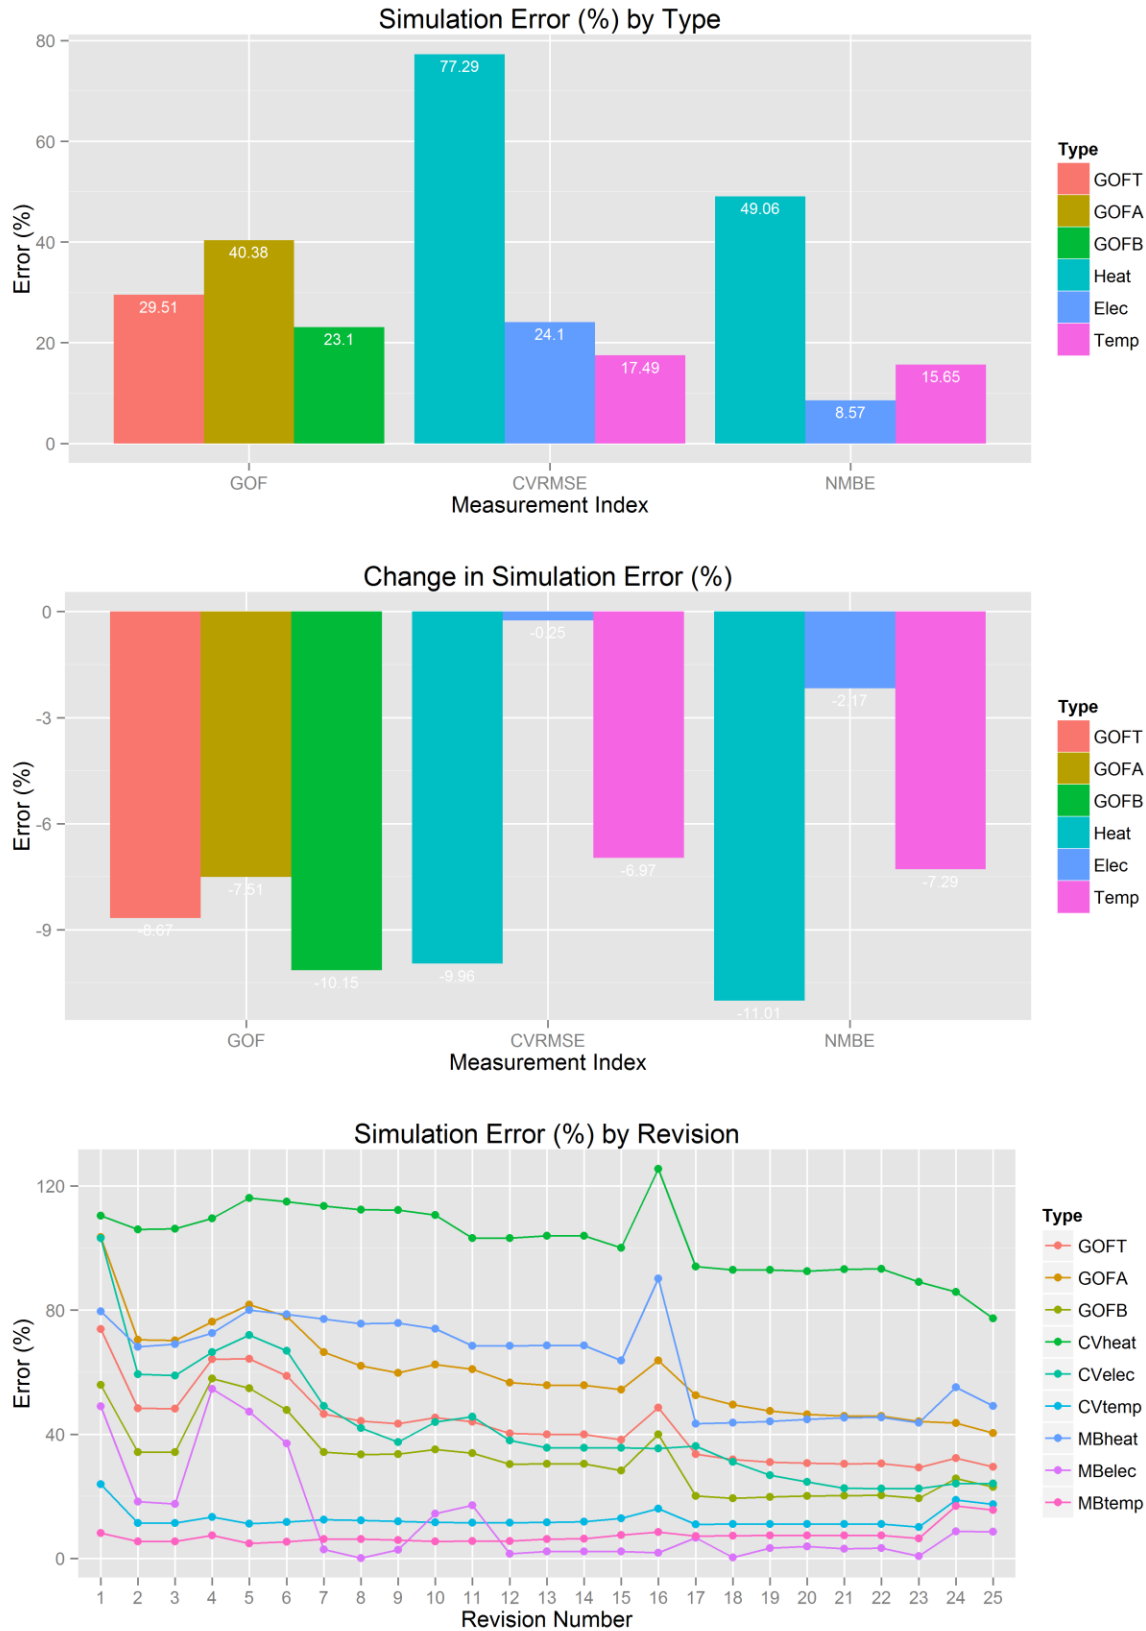 Simulation Error (%) by Type
80
60
40
20
0
Error (%)
77.29
49.06
40.38
29.51
23.1
24.1
17.49
8.57
15.65
GOF
CVRMSE
NMBE
Measurement Index
Type
GOFT
GOFA
GOFB
Heat
Elec
Temp
Change in Simulation Error (%)
0
-3
-6
-9
Error (%)
-8.67
-7.51
-10.15
-9.96
-0.25
-6.97
-11.01
-2.17
-7.29
GOF
CVRMSE
NMBE
Measurement Index
Type
GOFT
GOFA
GOFB
Heat
Elec
Temp
Simulation Error (%) by Revision
120
80
40
0
Error (%)
1 2 3 4 5 6 7 8 9 10 11 12 13 14 15 16 17 18 19 20 21 22 23 24 25
Revision Number
Type
GOFT
GOFA
GOFB
CVheat
CVelec
CVtemp
MBheat
MBelec
MBtemp